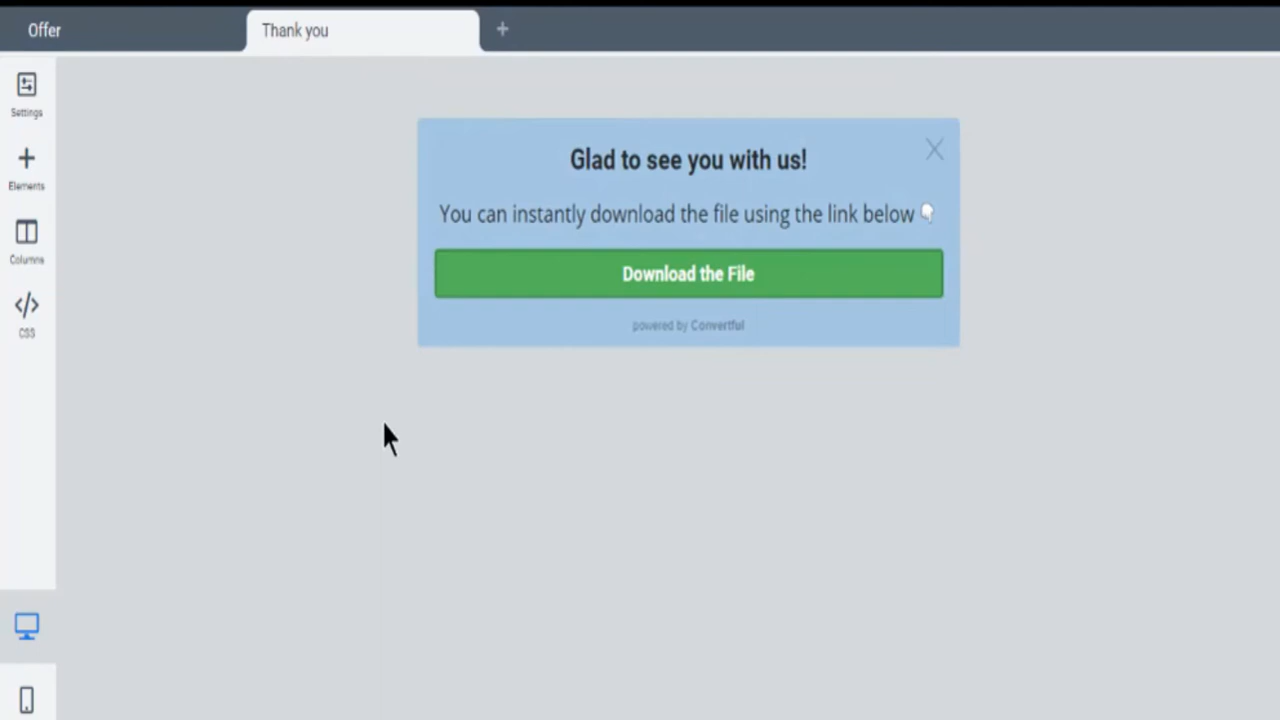 Offer
Thank you
Settings
Elements
Columns
CSS
Glad to see you with us!
You can instantly download the file using the link below 👇
Download the File
powered by Convertful